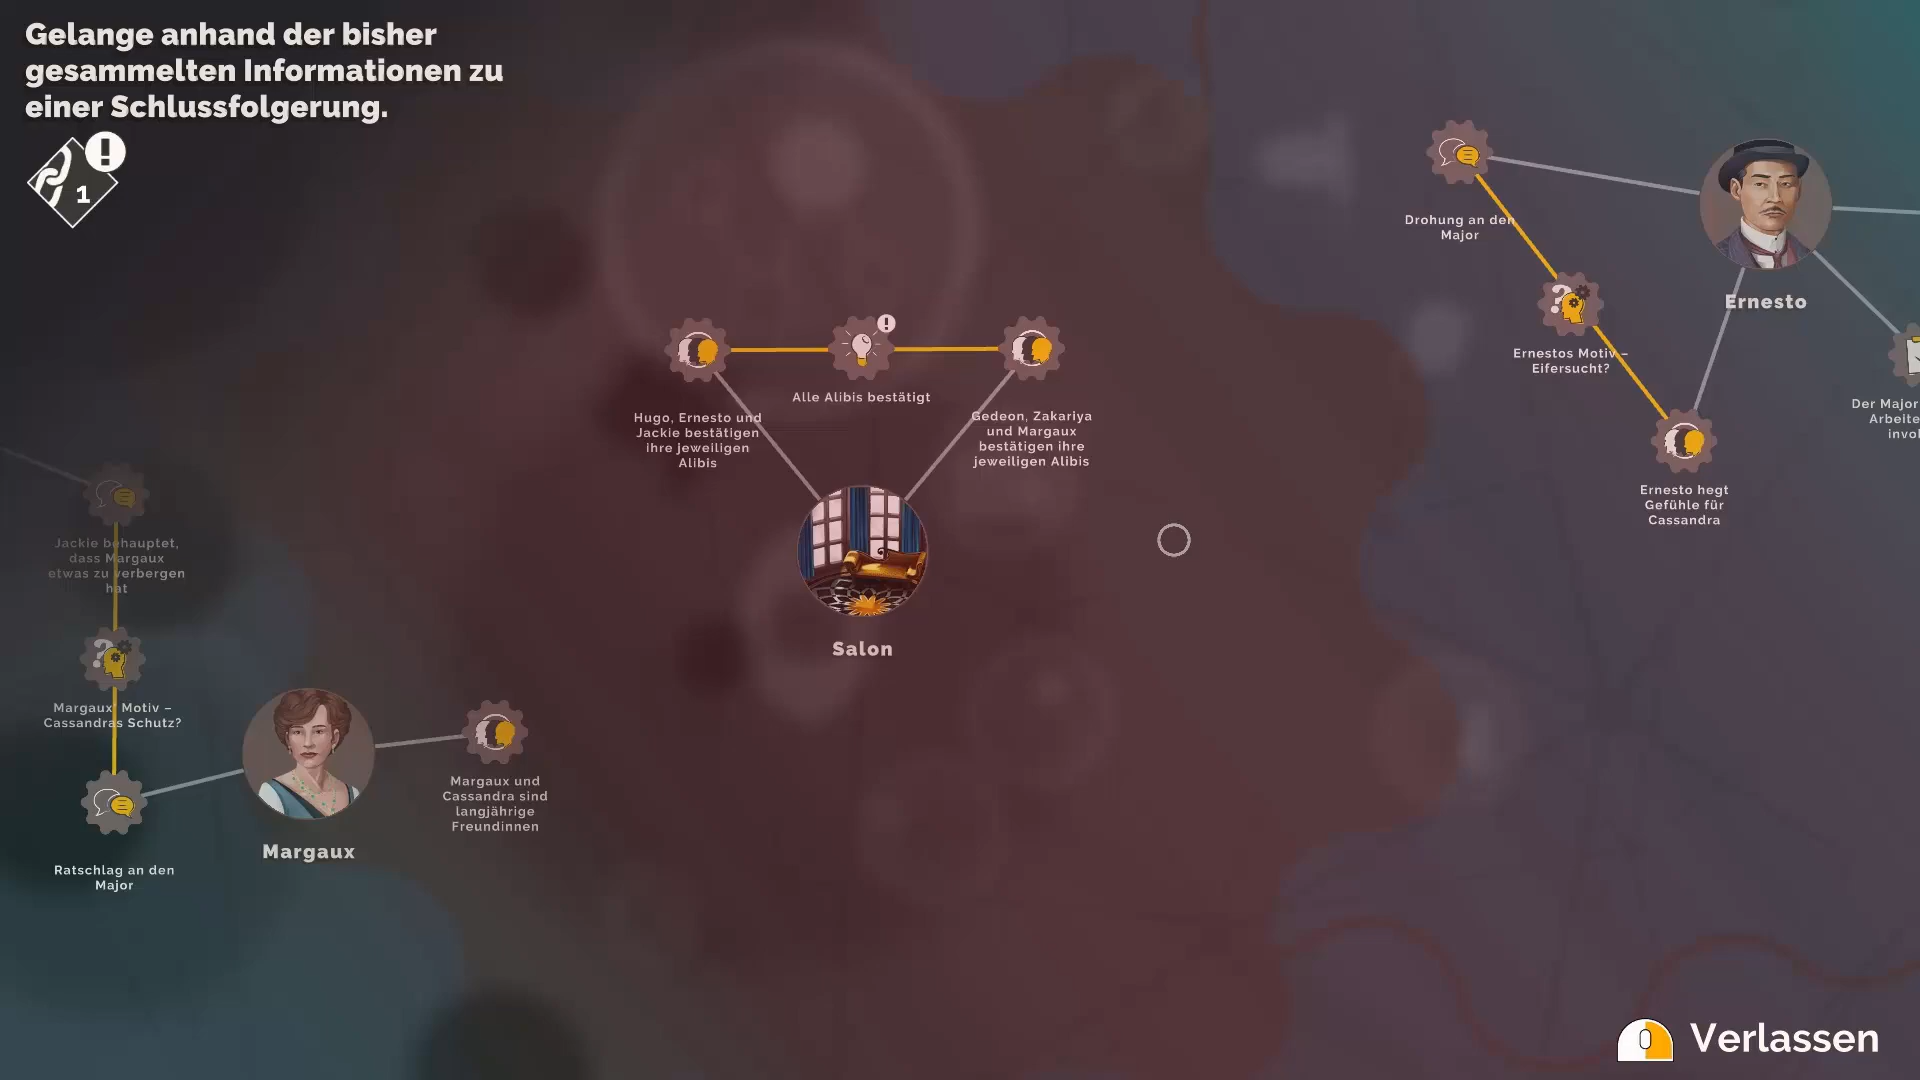 Gelange anhand der bisher
gesammelten Informationen zu
einer Schlussfolgerung.
1
Drohung an den
Major
Ernesto
Ernestos Motiv –
Eifersucht?
Ernesto hegt
Gefühle für
Cassandra
Der Major
Arbeite
invol
Alle Alibis bestätigt
Hugo, Ernesto und
Jackie bestätigen
ihre jeweiligen
Alibis
Gedeon, Zakariya
und Margaux
bestätigen ihre
jeweiligen Alibis
Salon
Jackie behauptet,
dass Margaux
etwas zu verbergen
hat
Margaux' Motiv –
Cassandras Schutz?
Ratschlag an den
Major
Margaux
Margaux und
Cassandra sind
langjährige
Freundinnen
Verlassen